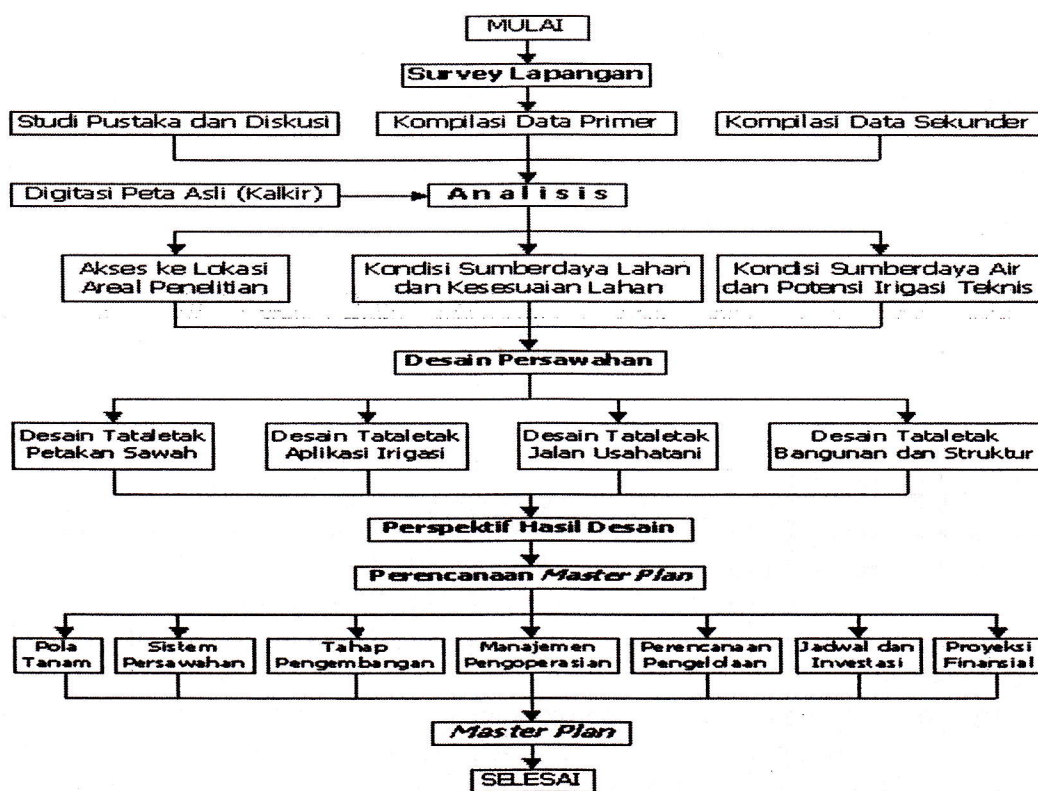 MULAI
Survey Lapangan
Studi Pustaka dan Diskusi
Kompilasi Data Primer
Kompilasi Data Sekunder
Digitasi Peta Asli (Kalkir)
Analisis
Akses ke Lokasi
Areal Penelitian
Kondisi Sumberdaya Lahan
dan Kesesuaian Lahan
Kondisi Sumberdaya Air
dan Potensi Irigasi Teknis
Desain Persawahan
Desain Tataletak
Petakan Sawah
Desain Tataletak
Aplikasi Irigasi
Desain Tataletak
Jalan Usahatani
Desain Tataletak
Bangunan dan Struktur
Perspektif Hasil Desain
Perencanaan Master Plan
Pola
Tanam
Sistem
Persawahan
Tahap
Pengembangan
Manajemen
Pengoperasian
Perencanaan
Pengelolaan
Jadwal dan
Investasi
Proyeksi
Finansial
Master Plan
SELESAI